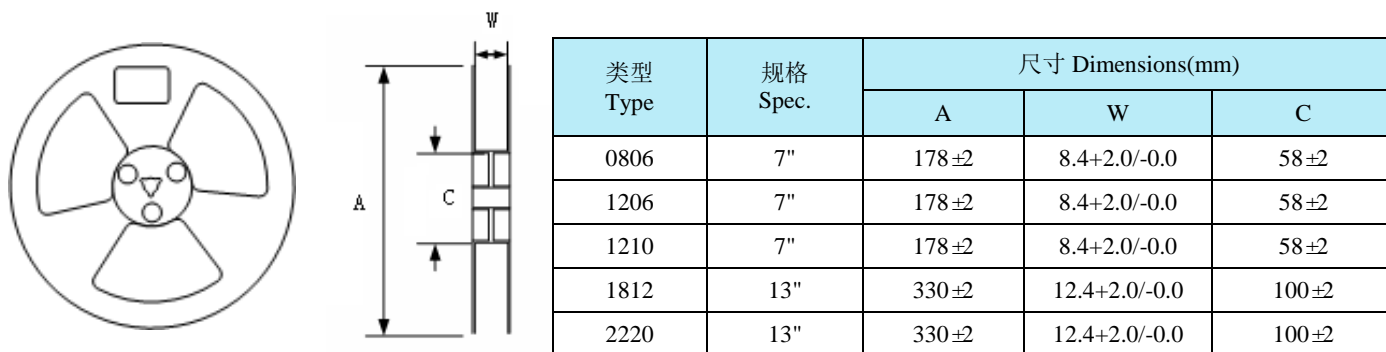 W
A
C
类型 Type 规格 Spec. 尺寸 Dimensions(mm)
A W C
0806 7" 178±2 8.4+2.0/-0.0 58±2
1206 7" 178±2 8.4+2.0/-0.0 58±2
1210 7" 178±2 8.4+2.0/-0.0 58±2
1812 13" 330±2 12.4+2.0/-0.0 100±2
2220 13" 330±2 12.4+2.0/-0.0 100±2